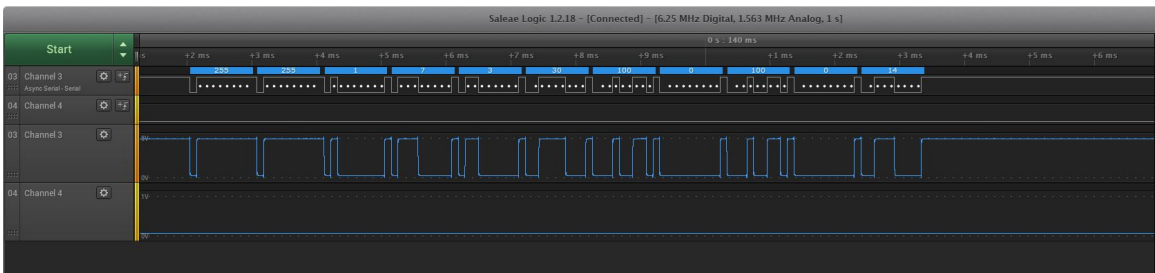 Saleae Logic 1.2.18 - [Connected] - [6.25 MHz Digital, 1.563 MHz Analog, 1 s]
Start
0 s : 140 ms
+2 ms +3 ms +4 ms +5 ms +6 ms +7 ms +8 ms +9 ms +1 ms +2 ms +3 ms +4 ms +5 ms +6 ms
03 Channel 3
Async Serial - Serial
255 255 1 7 3 30 100 0 100 0 14
04 Channel 4
03 Channel 3
0V
04 Channel 4
1V
0V